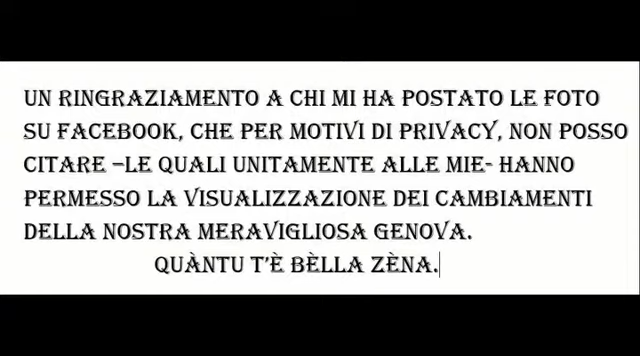 UN RINGRAZIAMENTO A CHI MI HA POSTATO LE FOTO
SU FACEBOOK, CHE PER MOTIVI DI PRIVACY, NON POSSO
CITARE –LE QUALI UNITAMENTE ALLE MIE- HANNO
PERMESSO LA VISUALIZZAZIONE DEI CAMBIAMENTI
DELLA NOSTRA MERAVIGLIOSA GENOVA.
QUÀNTU T'È BÈLLA ZÈNA.